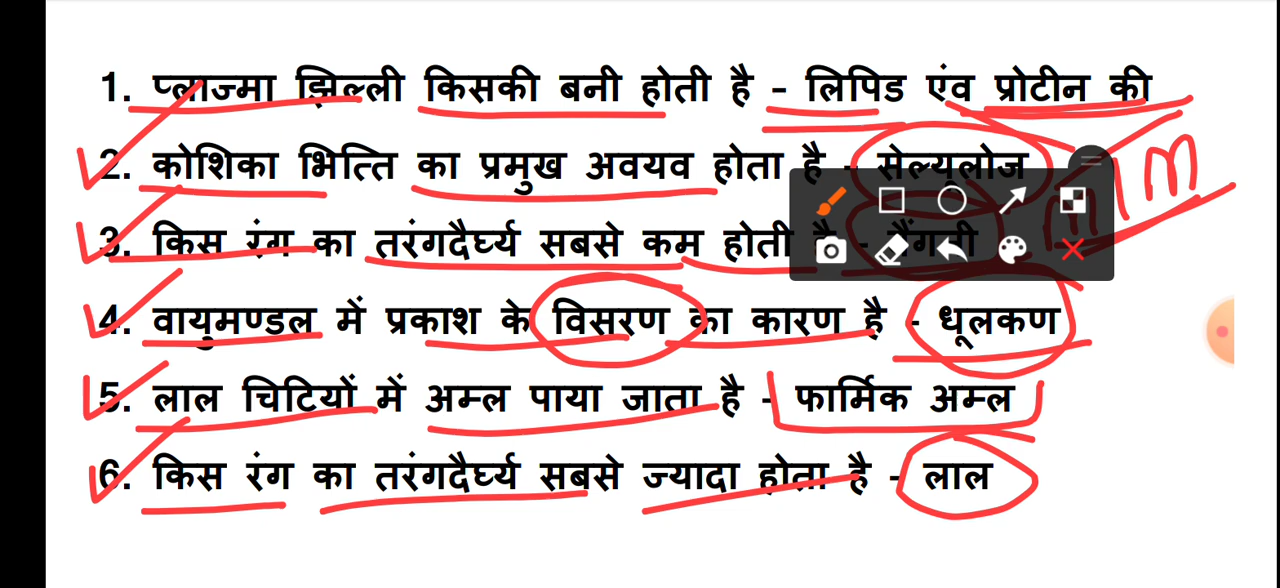 1. प्लाज्मा झिल्ली किसकी बनी होती है - लिपिड एंव प्रोटीन की
2. कोशिका भित्ति का प्रमुख अवयव होता है - सेल्यूलोज
3. किस रंग का तरंगदैर्घ्य सबसे कम होती है - बैंगनी
4. वायुमण्डल में प्रकाश के विसरण का कारण है - धूलकण
5. लाल चिटियों में अम्ल पाया जाता है - फार्मिक अम्ल
6. किस रंग का तरंगदैर्घ्य सबसे ज्यादा होता है - लाल